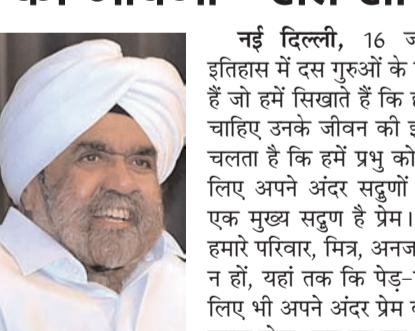 नई दिल्ली, 16
इतिहास में दस गुरुओं के
हैं जो हमें सिखाते हैं कि
चाहिए उनके जीवन की
चलता है कि हमें प्रभु को
लिए अपने अंदर सद्गुणों
एक मुख्य सद्गुण है प्रेम।
हमारे परिवार, मित्र,
न हों, यहां तक कि
लिए भी अपने अंदर प्रेम